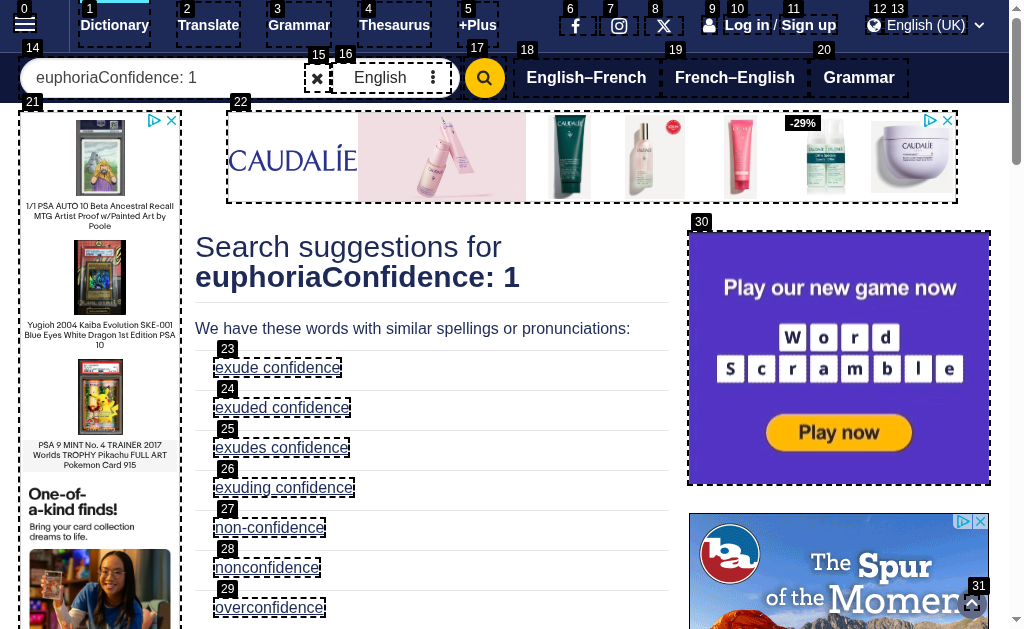 0 1 2 3 4 5 6 7 8 9 10 11 12 13
Dictionary Translate Grammar Thesaurus +Plus Log in / Sign up English (UK)
14 15 16 17 18 19 20
euphoriaConfidence: 1 English English–French French–English Grammar
21 22
1/1 PSA AUTO 10 Beta Ancestral Recall
MTG Artist Proof w/Painted Art by
Poole
Yugioh 2004 Kaiba Evolution SKE-001
Blue Eyes White Dragon 1st Edition PSA
10
PSA 9 MINT No. 4 TRAINER 2017
Worlds TROPHY Pikachu FULL ART
Pokemon Card 915
One-of-
a-kind finds!
Bring your card collection
dreams to life.
CAUDALIE
-29%
Search suggestions for
euphoriaConfidence: 1
We have these words with similar spellings or pronunciations:
23
exude confidence
24
exuded confidence
25
exudes confidence
26
exuding confidence
27
non-confidence
28
nonconfidence
29
overconfidence
30
Play our new game now
W o r d
S c r a m b l e
Play now
ba
The Spur
of the Moment
31